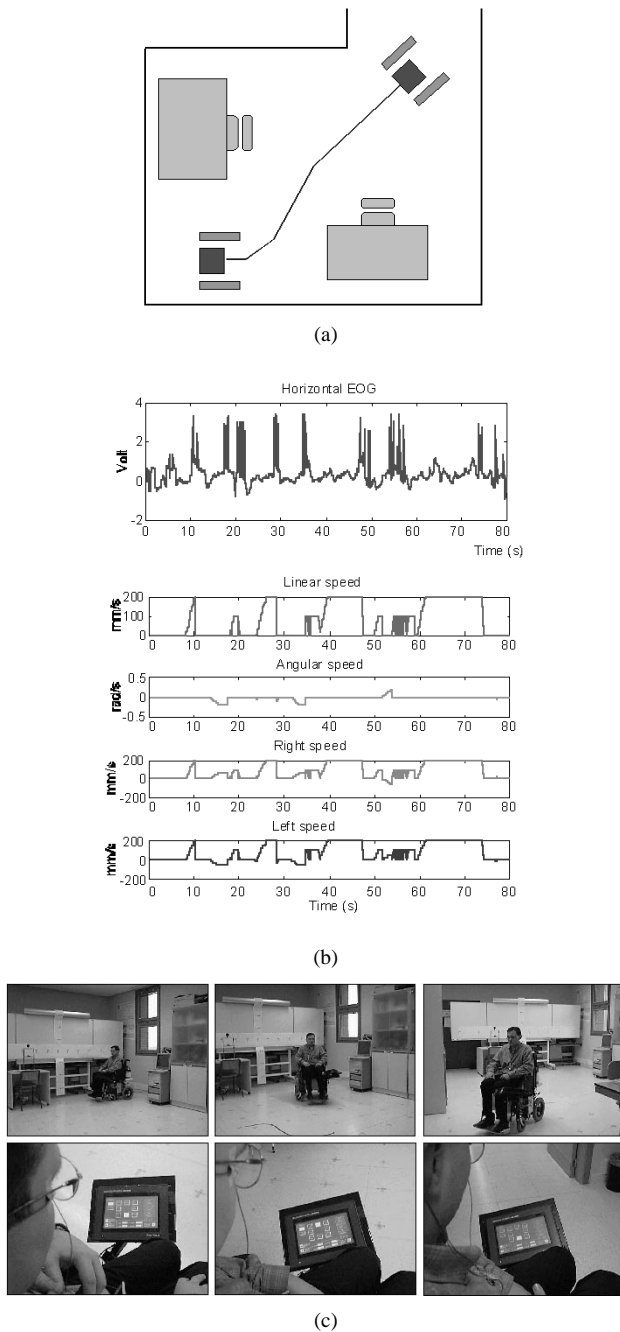 (a)
Horizontal EOG
Volt
4
2
0
-2
0 10 20 30 40 50 60 70 80
Time (s)
Linear speed
mm/s
200
100
0
0 10 20 30 40 50 60 70 80
Angular speed
rad/s
0.5
0
-0.5
0 10 20 30 40 50 60 70 80
Right speed
mm/s
200
0
-200
0 10 20 30 40 50 60 70 80
Left speed
mm/s
200
0
-200
0 10 20 30 40 50 60 70 80
Time (s)
(b)
(c)